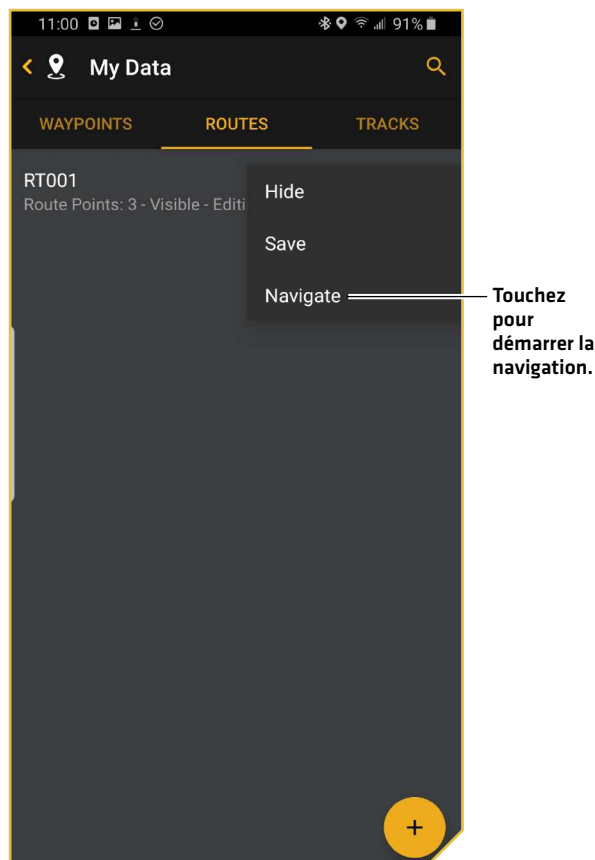 11:00 91%
My Data
WAYPOINTS ROUTES TRACKS
RT001
Route Points: 3 - Visible - Editi
Hide
Save
Navigate
Touchez
pour
démarrer la
navigation.
+